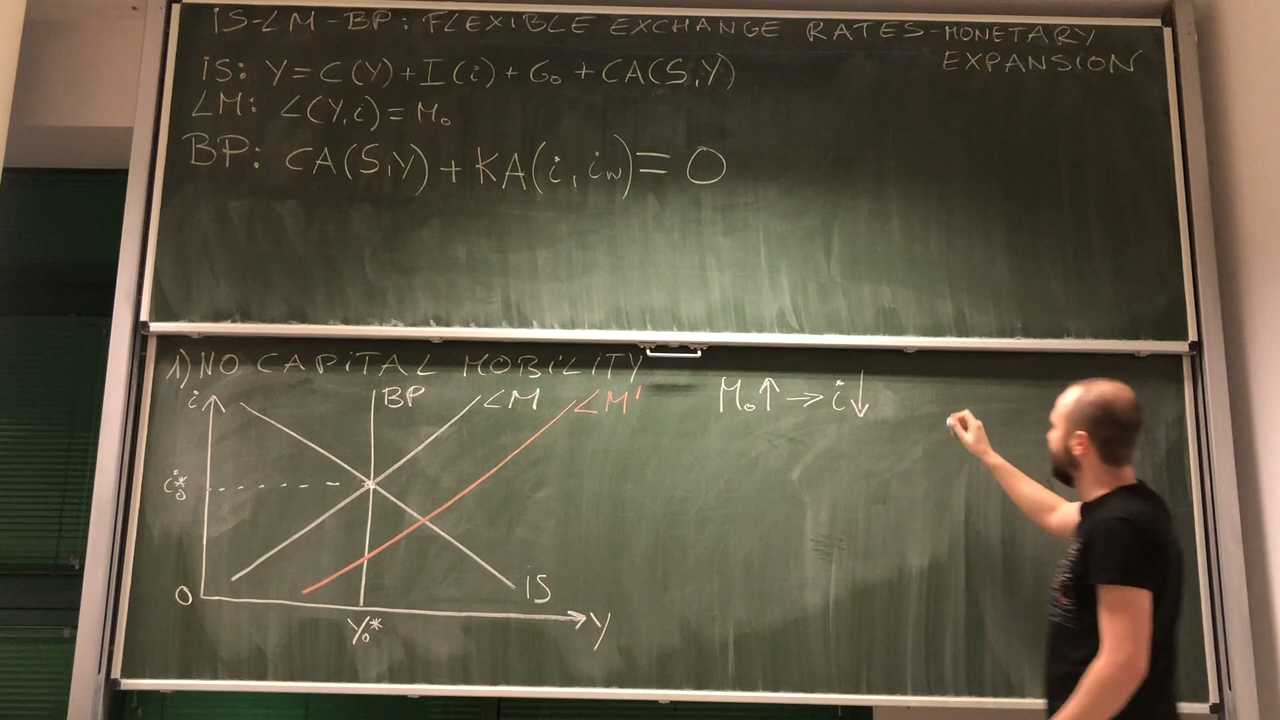 IS-LM-BP: FLEXIBLE EXCHANGE RATES-MONETARY
EXPANSION
IS: Y=C(Y)+I(i)+G₀+CA(S,Y)
LM: L(Y,i)=M₀
BP: CA(S,Y)+KA(i,i_W)=0
1) NO CAPITAL MOBILITY
i BP LM LM'
M₀↑→i↓
i₀*
IS
0
Y₀* Y